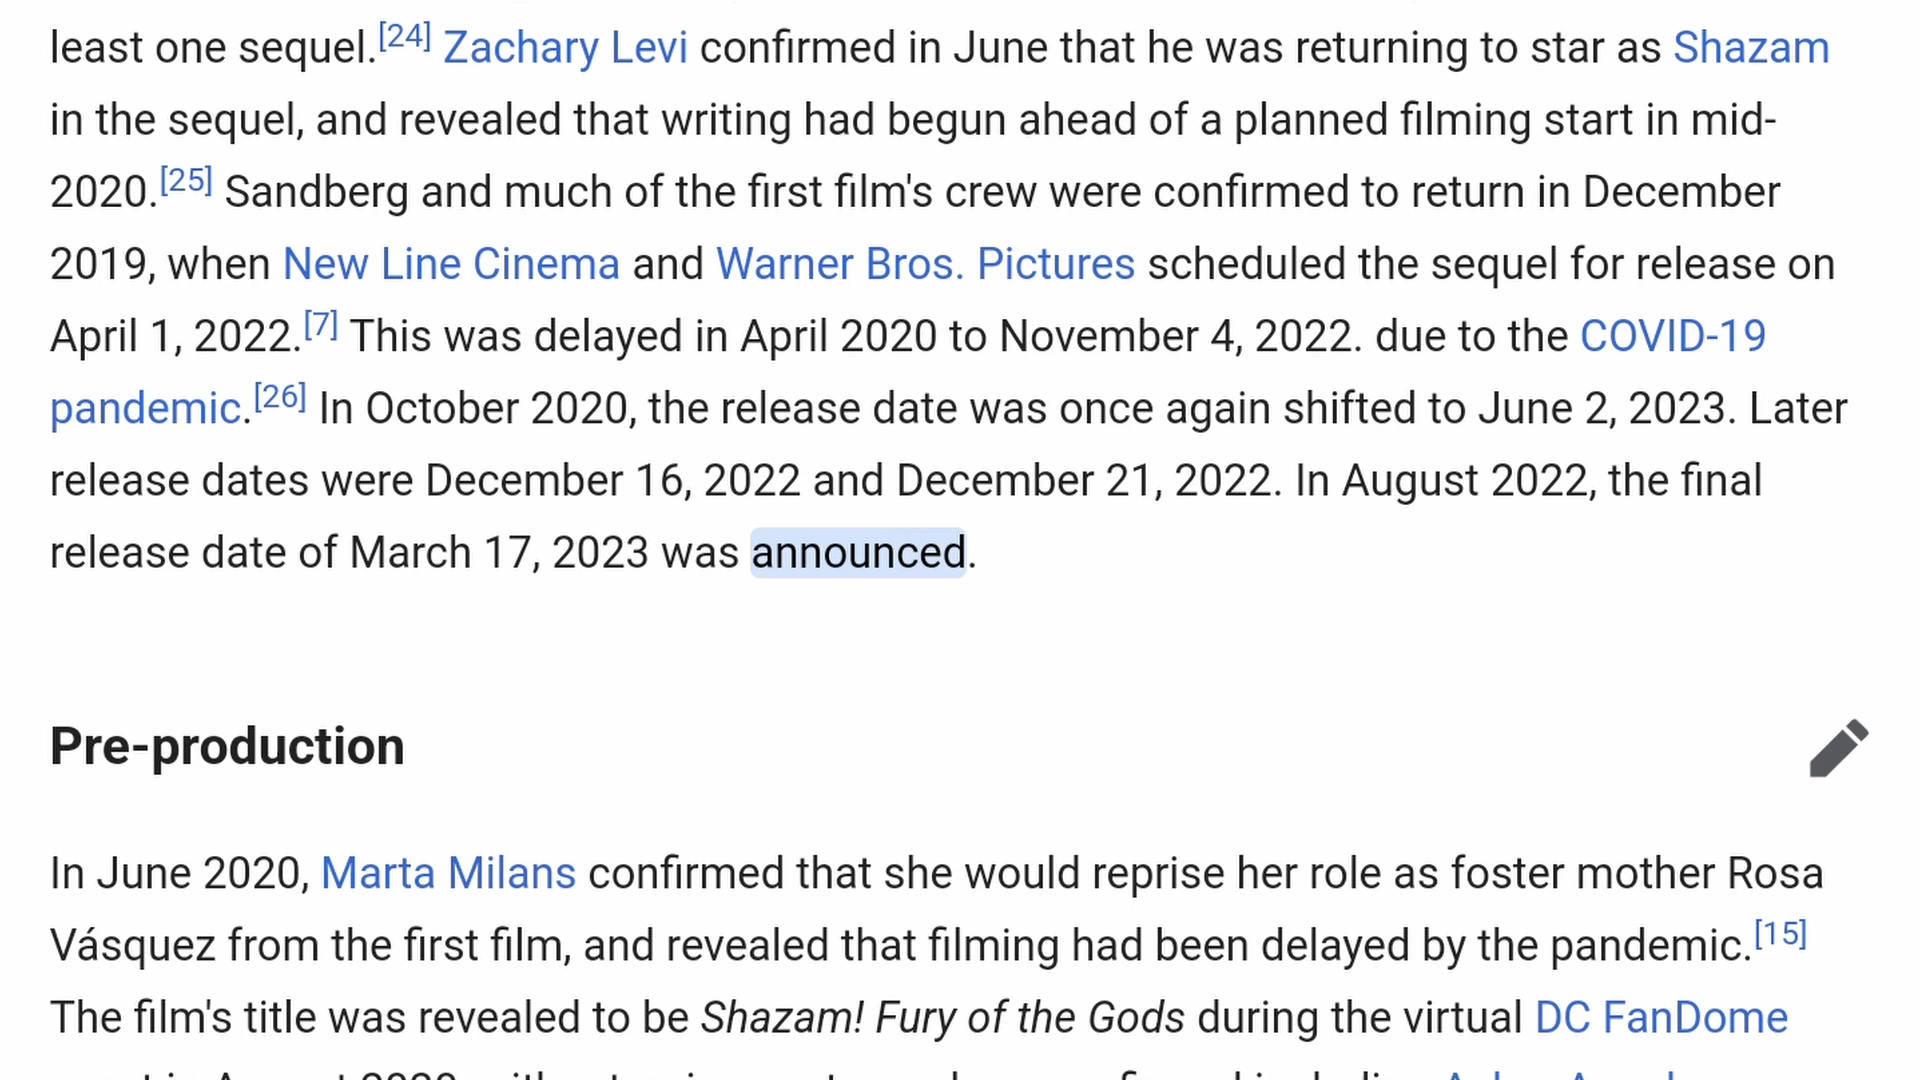 least one sequel.[24] Zachary Levi confirmed in June that he was returning to star as Shazam
in the sequel, and revealed that writing had begun ahead of a planned filming start in mid-
2020.[25] Sandberg and much of the first film's crew were confirmed to return in December
2019, when New Line Cinema and Warner Bros. Pictures scheduled the sequel for release on
April 1, 2022.[7] This was delayed in April 2020 to November 4, 2022. due to the COVID-19
pandemic.[26] In October 2020, the release date was once again shifted to June 2, 2023. Later
release dates were December 16, 2022 and December 21, 2022. In August 2022, the final
release date of March 17, 2023 was announced.
Pre-production
In June 2020, Marta Milans confirmed that she would reprise her role as foster mother Rosa
Vásquez from the first film, and revealed that filming had been delayed by the pandemic.[15]
The film's title was revealed to be Shazam! Fury of the Gods during the virtual DC FanDome